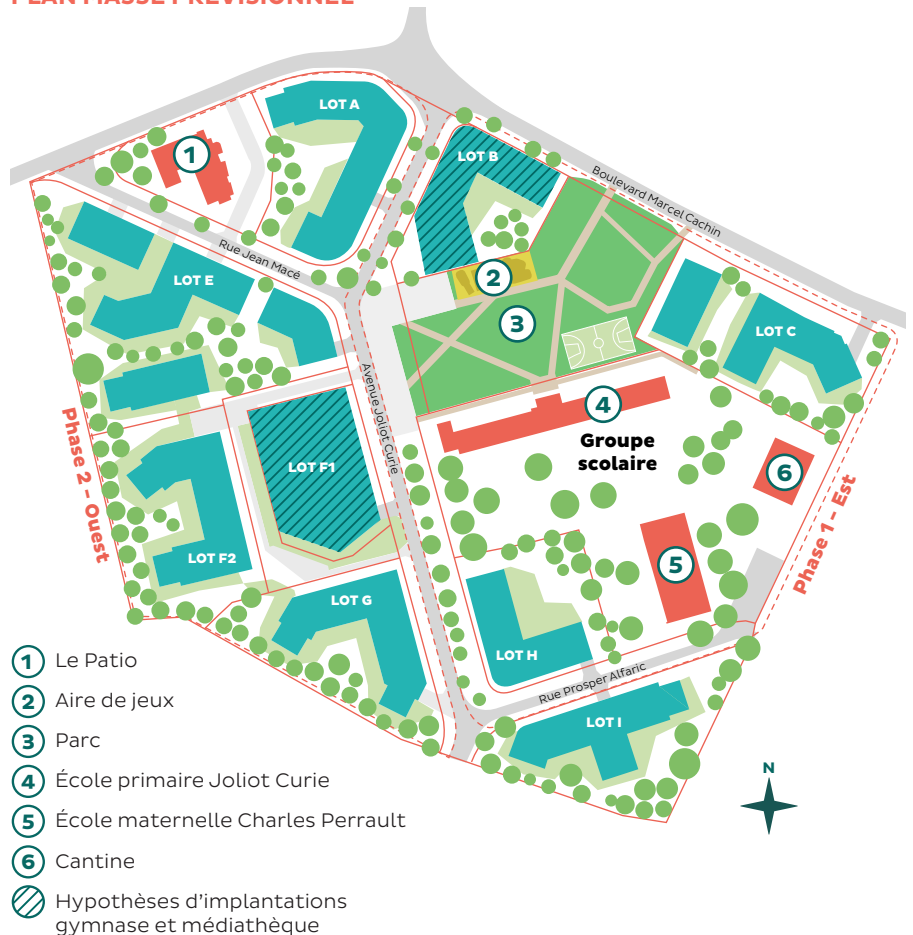 PLAN MASSE PRÉVISIONNEL
LOT A
1
LOT B
Boulevard Marcel Cachin
Rue Jean Macé
LOT E
2
3
LOT C
Avenue Joliot Curie
4
Groupe
scolaire
Phase 2 - Ouest
LOT F1
6
Phase 1 - Est
LOT F2
5
LOT G
LOT H
Rue Prosper Alfaric
LOT I
N
1 Le Patio
2 Aire de jeux
3 Parc
4 École primaire Joliot Curie
5 École maternelle Charles Perrault
6 Cantine
Hypothèses d’implantations
gymnase et médiathèque